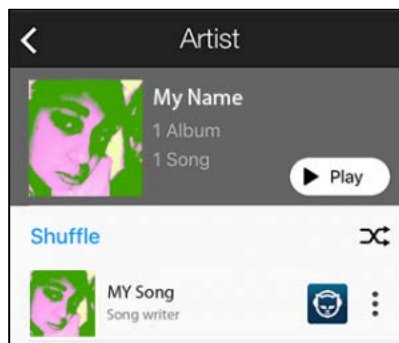 Artist
My Name
1 Album
1 Song
Play
Shuffle
MY Song
Song writer